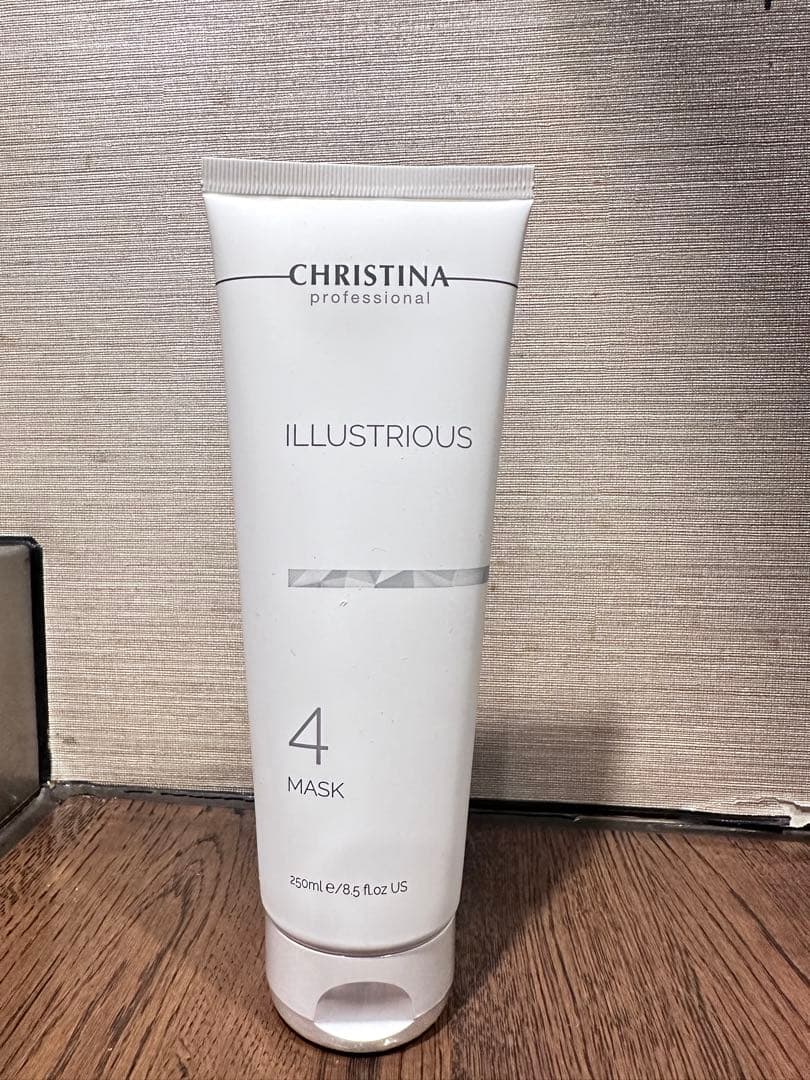 CHRISTINA
professional
ILLUSTRIOUS
4
MASK
250ml e/8.5 fl.oz US